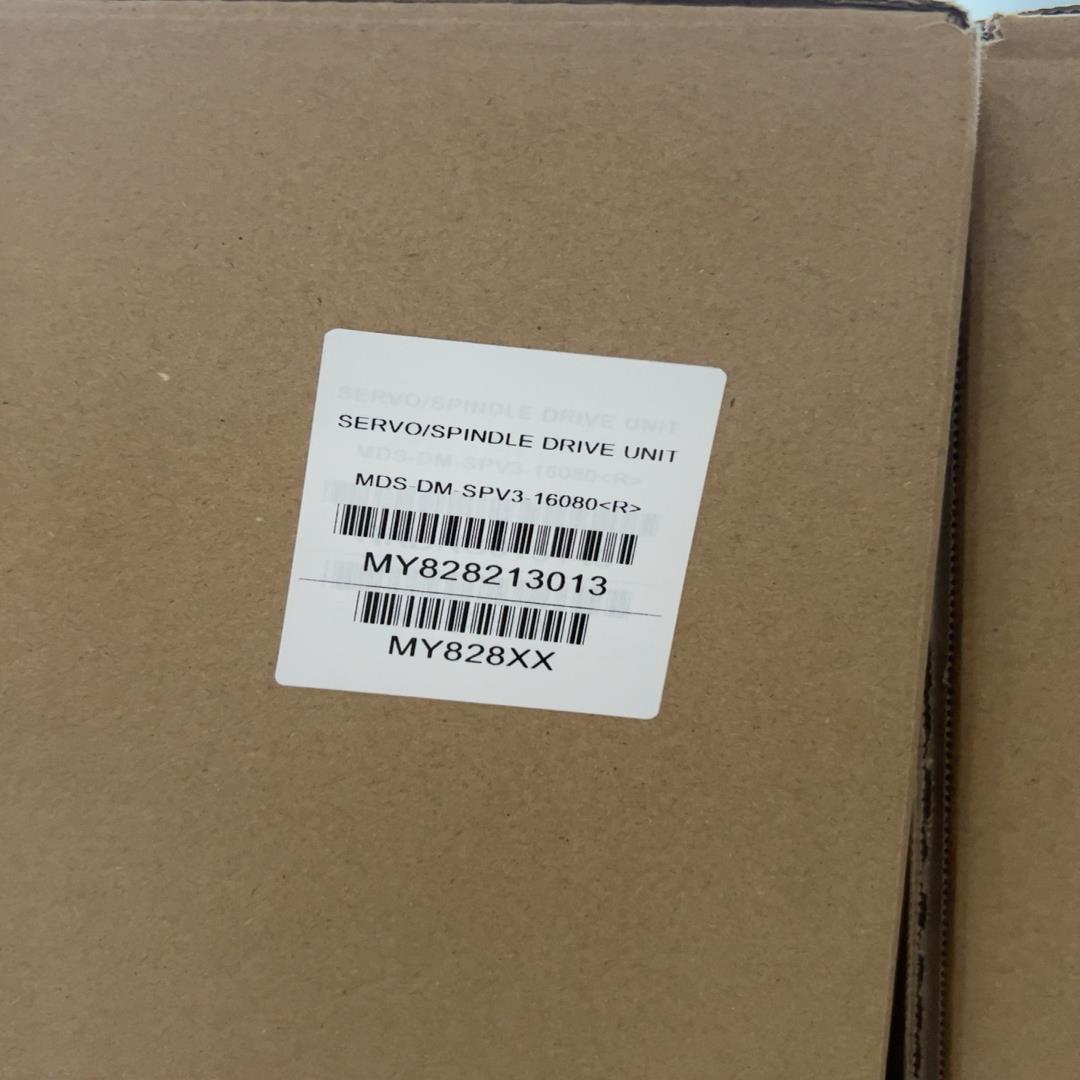 SERVO/SPINDLE DRIVE UNIT
MDS-DM-SPV3-16080<R>
MY828213013
MY828XX